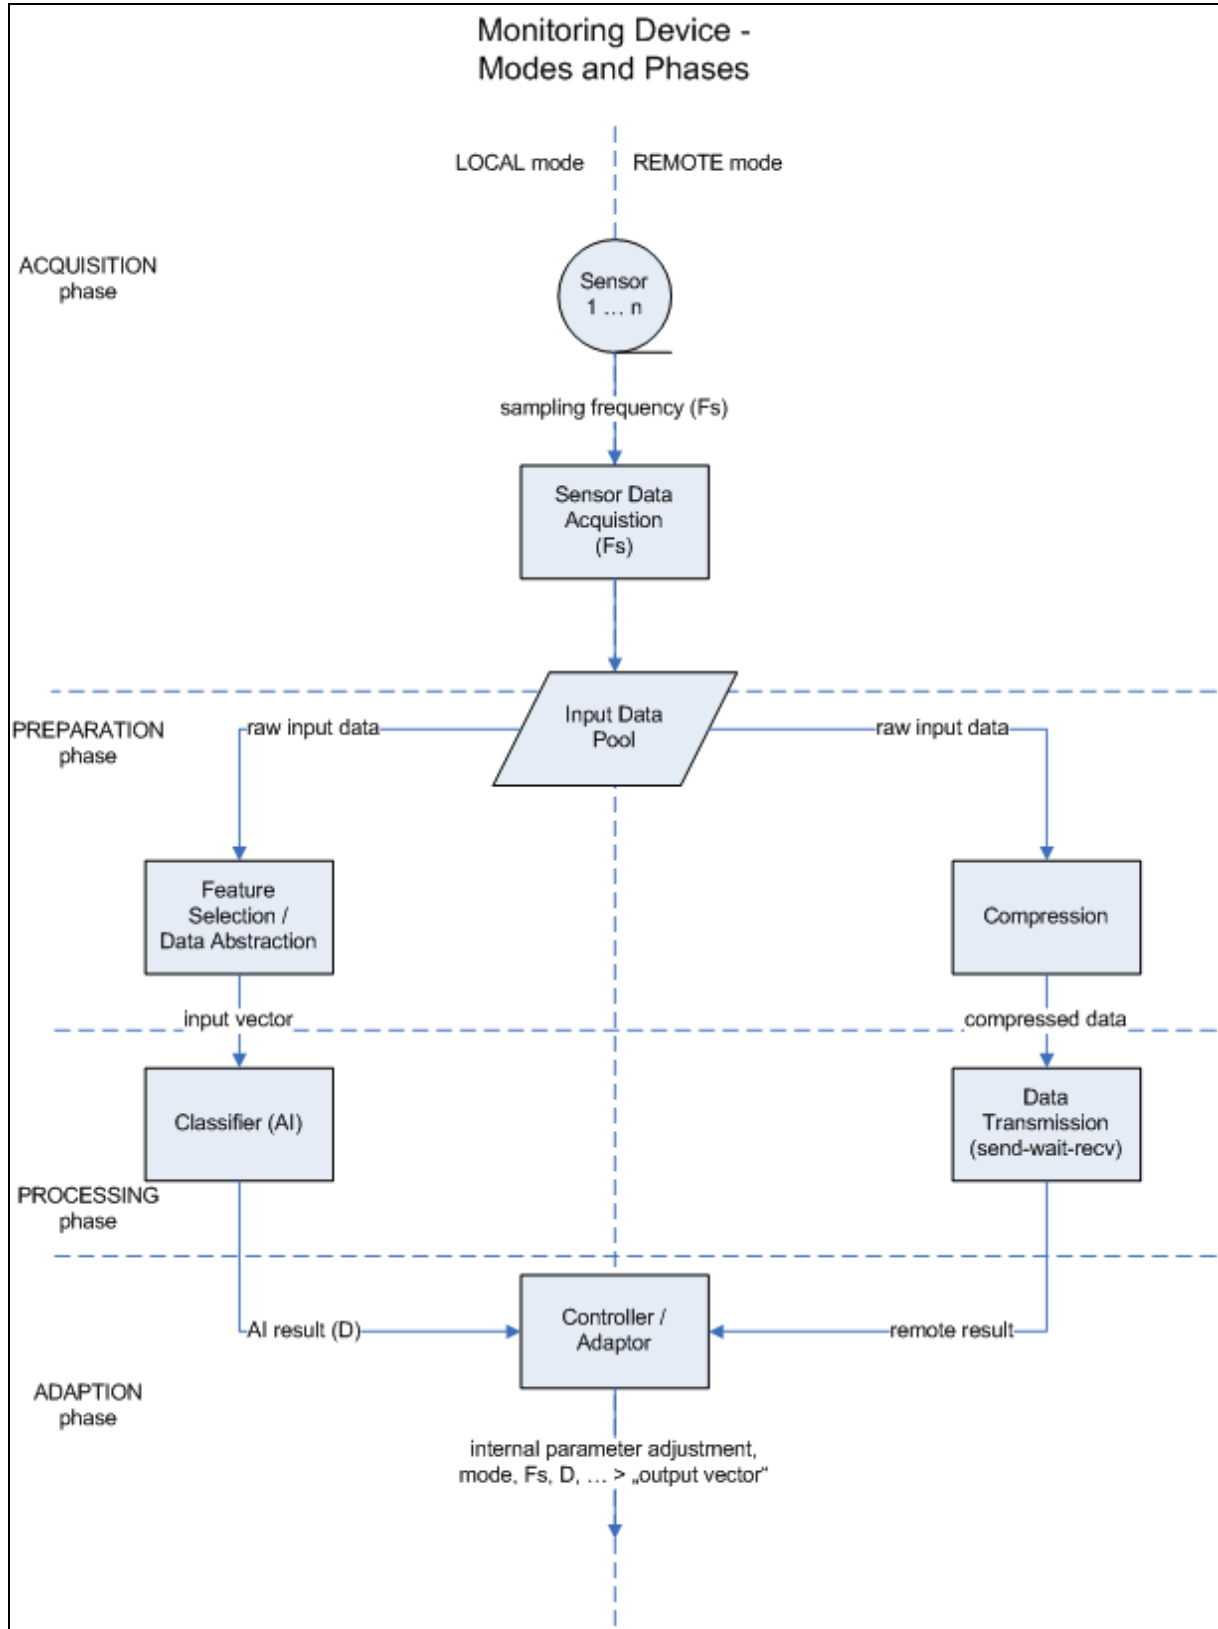 Monitoring Device -
Modes and Phases
LOCAL mode
REMOTE mode
ACQUISITION
phase
Sensor
1 ... n
sampling frequency (Fs)
Sensor Data
Acquistion
(Fs)
PREPARATION
phase
raw input data
Input Data
Pool
raw input data
Feature
Selection /
Data Abstraction
Compression
input vector
compressed data
Classifier (AI)
Data
Transmission
(send-wait-recv)
PROCESSING
phase
AI result (D)
Controller /
Adaptor
remote result
ADAPTION
phase
internal parameter adjustment,
mode, Fs, D, ... > „output vector“